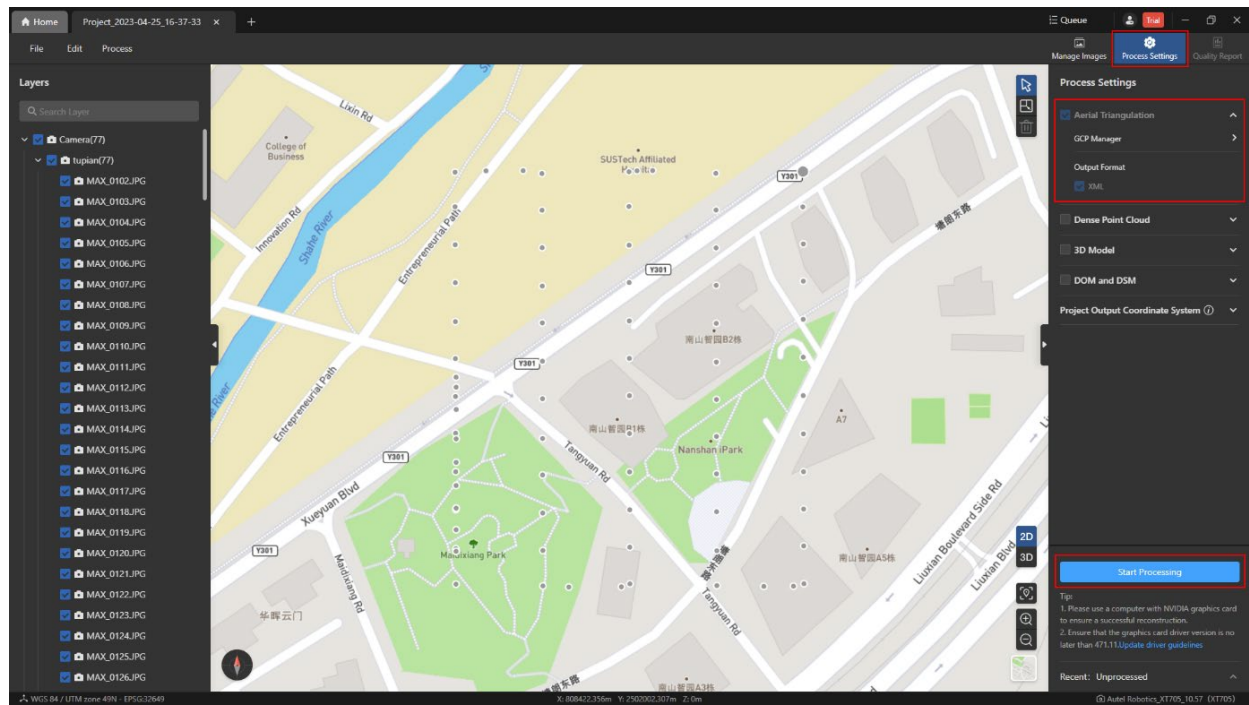 Home
Project_2023-04-25_16-37-33
Queue
Trial
File
Edit
Process
Manage Images
Process Settings
Quality Report
Layers
Search Layer
Camera(77)
tupian(77)
MAX_0102.JPG
MAX_0103.JPG
MAX_0104.JPG
MAX_0105.JPG
MAX_0106.JPG
MAX_0107.JPG
MAX_0108.JPG
MAX_0109.JPG
MAX_0110.JPG
MAX_0111.JPG
MAX_0112.JPG
MAX_0113.JPG
MAX_0114.JPG
MAX_0115.JPG
MAX_0116.JPG
MAX_0117.JPG
MAX_0118.JPG
MAX_0119.JPG
MAX_0120.JPG
MAX_0121.JPG
MAX_0122.JPG
MAX_0123.JPG
MAX_0124.JPG
MAX_0125.JPG
MAX_0126.JPG
Lixin Rd
College of
Business
SUSTech Affiliated
Y301
Innovation Rd
Shahe River
Entrepreneurial Path
塘朗东路
Y301
南山智园B2栋
Y301
River
Entrepreneurial Path
南山智园B1栋
A7
Tangyuan Rd
Nanshan iPark
Y301
Xueyuan Blvd
Y301
Maidixiang Park
Maidixiang Rd
南山智园A5栋
Liuxian Boulevard Side Rd
Liuxian Blvd
Liuxian
塘朗东路
Tangyuan Rd
华晖云门
南山智园A3栋
2D
3D
Process Settings
Aerial Triangulation
GCP Manager
Output Format
XML
Dense Point Cloud
3D Model
DOM and DSM
Project Output Coordinate System
Start Processing
Tip:
1. Please use a computer with NVIDIA graphics card
to ensure a successful reconstruction.
2. Ensure that the graphics card driver version is no
later than 471.11.Update driver guidelines
Recent: Unprocessed
WGS 84 / UTM zone 49N - EPSG:32649
X: 808422.356m Y: 2502002.307m Z: 0m
Autel Robotics_XT705_10.57 (XT705)